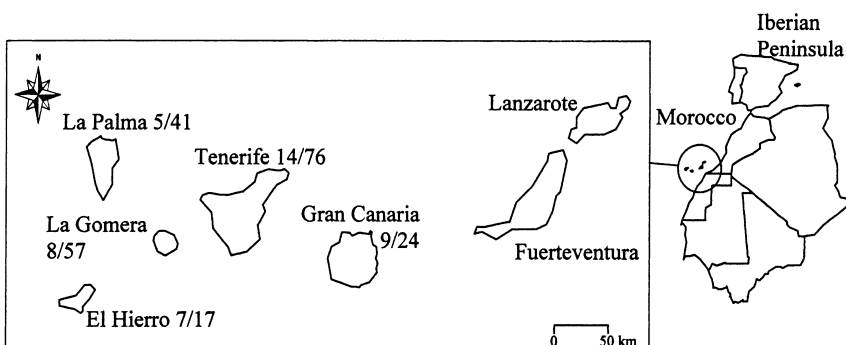 Iberian
Peninsula
N
Lanzarote
La Palma 5/41
Morocco
Tenerife 14/76
La Gomera
8/57
Gran Canaria
9/24
Fuerteventura
El Hierro 7/17
0 50 km